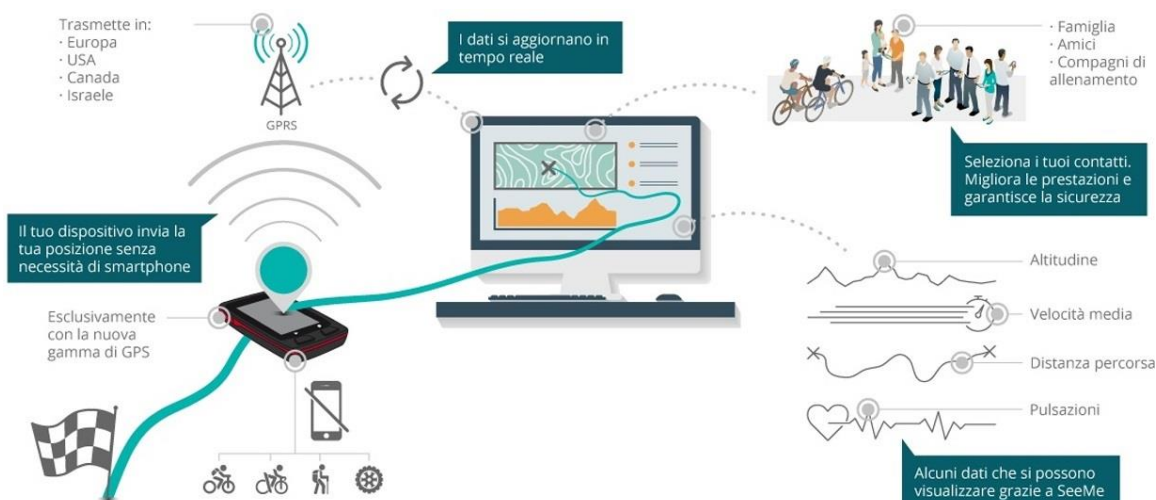 Trasmette in:
· Europa
· USA
· Canada
· Israele
GPRS
I dati si aggiornano in
tempo reale
· Famiglia
· Amici
· Compagni di
allenamento
Seleziona i tuoi contatti.
Migliora le prestazioni e
garantisce la sicurezza
Il tuo dispositivo invia la
tua posizione senza
necessità di smartphone
Esclusivamente
con la nuova
gamma di GPS
Altitudine
Velocità media
Distanza percorsa
Pulsazioni
Alcuni dati che si possono
visualizzare grazie a SeeMe